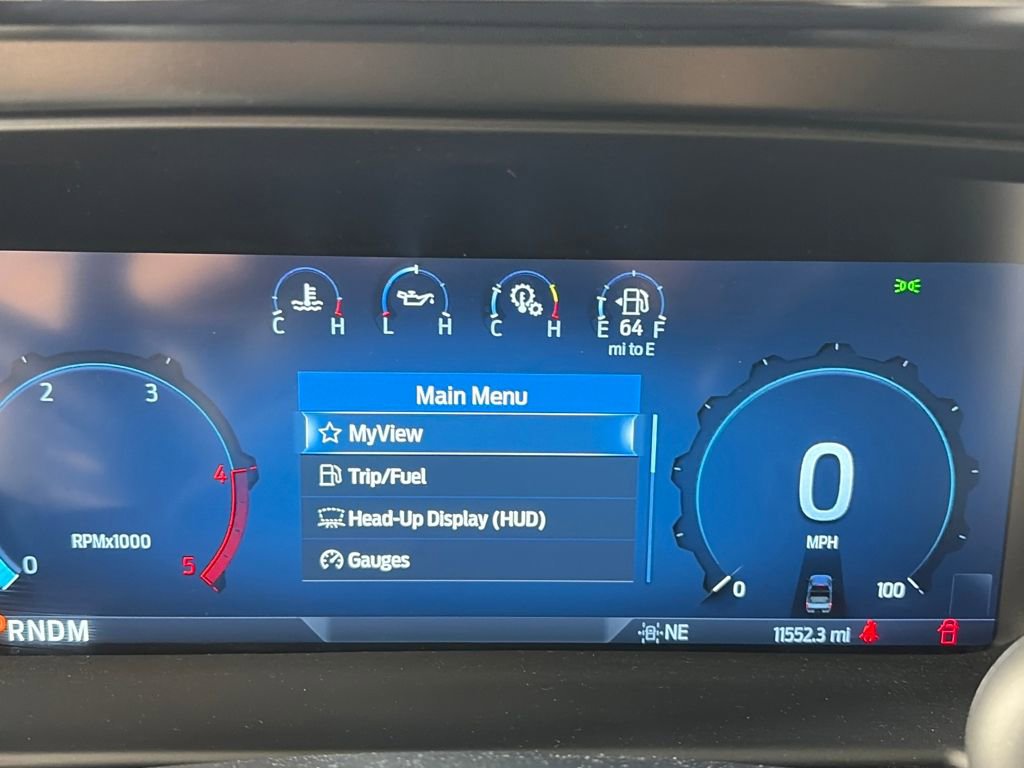 C H
L H
C H
E 64 F
mi to E
2 3
4
5
0
RPMx1000
Main Menu
MyView
Trip/Fuel
Head-Up Display (HUD)
Gauges
0
MPH
0 100
RNDM
NE
11552.3 mi